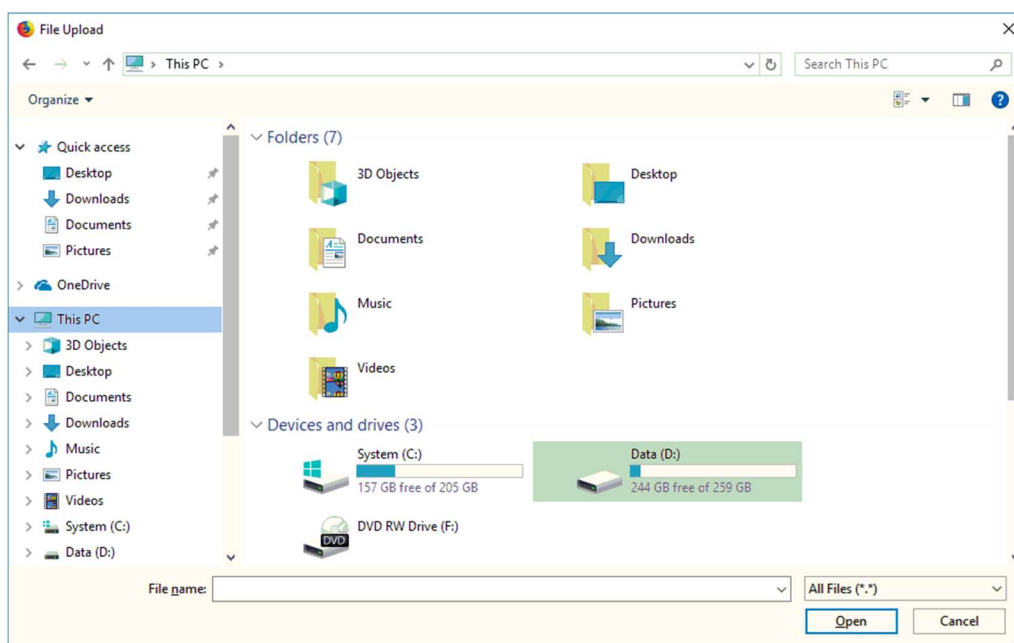 File Upload
This PC
Search This PC
Organize
Quick access
Desktop
Downloads
Documents
Pictures
OneDrive
This PC
3D Objects
Desktop
Documents
Downloads
Music
Pictures
Videos
System (C:)
Data (D:)
Folders (7)
3D Objects
Desktop
Documents
Downloads
Music
Pictures
Videos
Devices and drives (3)
System (C:)
157 GB free of 205 GB
Data (D:)
244 GB free of 259 GB
DVD
DVD RW Drive (F:)
File name:
All Files (*.*)
Open
Cancel